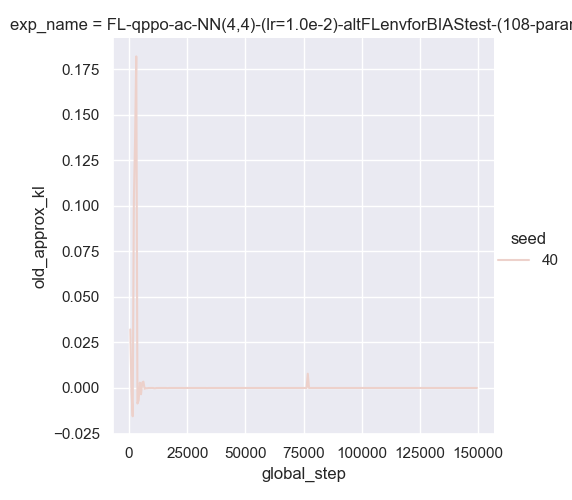 exp_name = FL-qppo-ac-NN(4,4)-(lr=1.0e-2)-altFLenvforBIAStest-(108-para
0.175
0.150
0.125
0.100
0.075
0.050
0.025
0.000
−0.025
old_approx_kl
0 25000 50000 75000 100000 125000 150000
global_step
seed
40